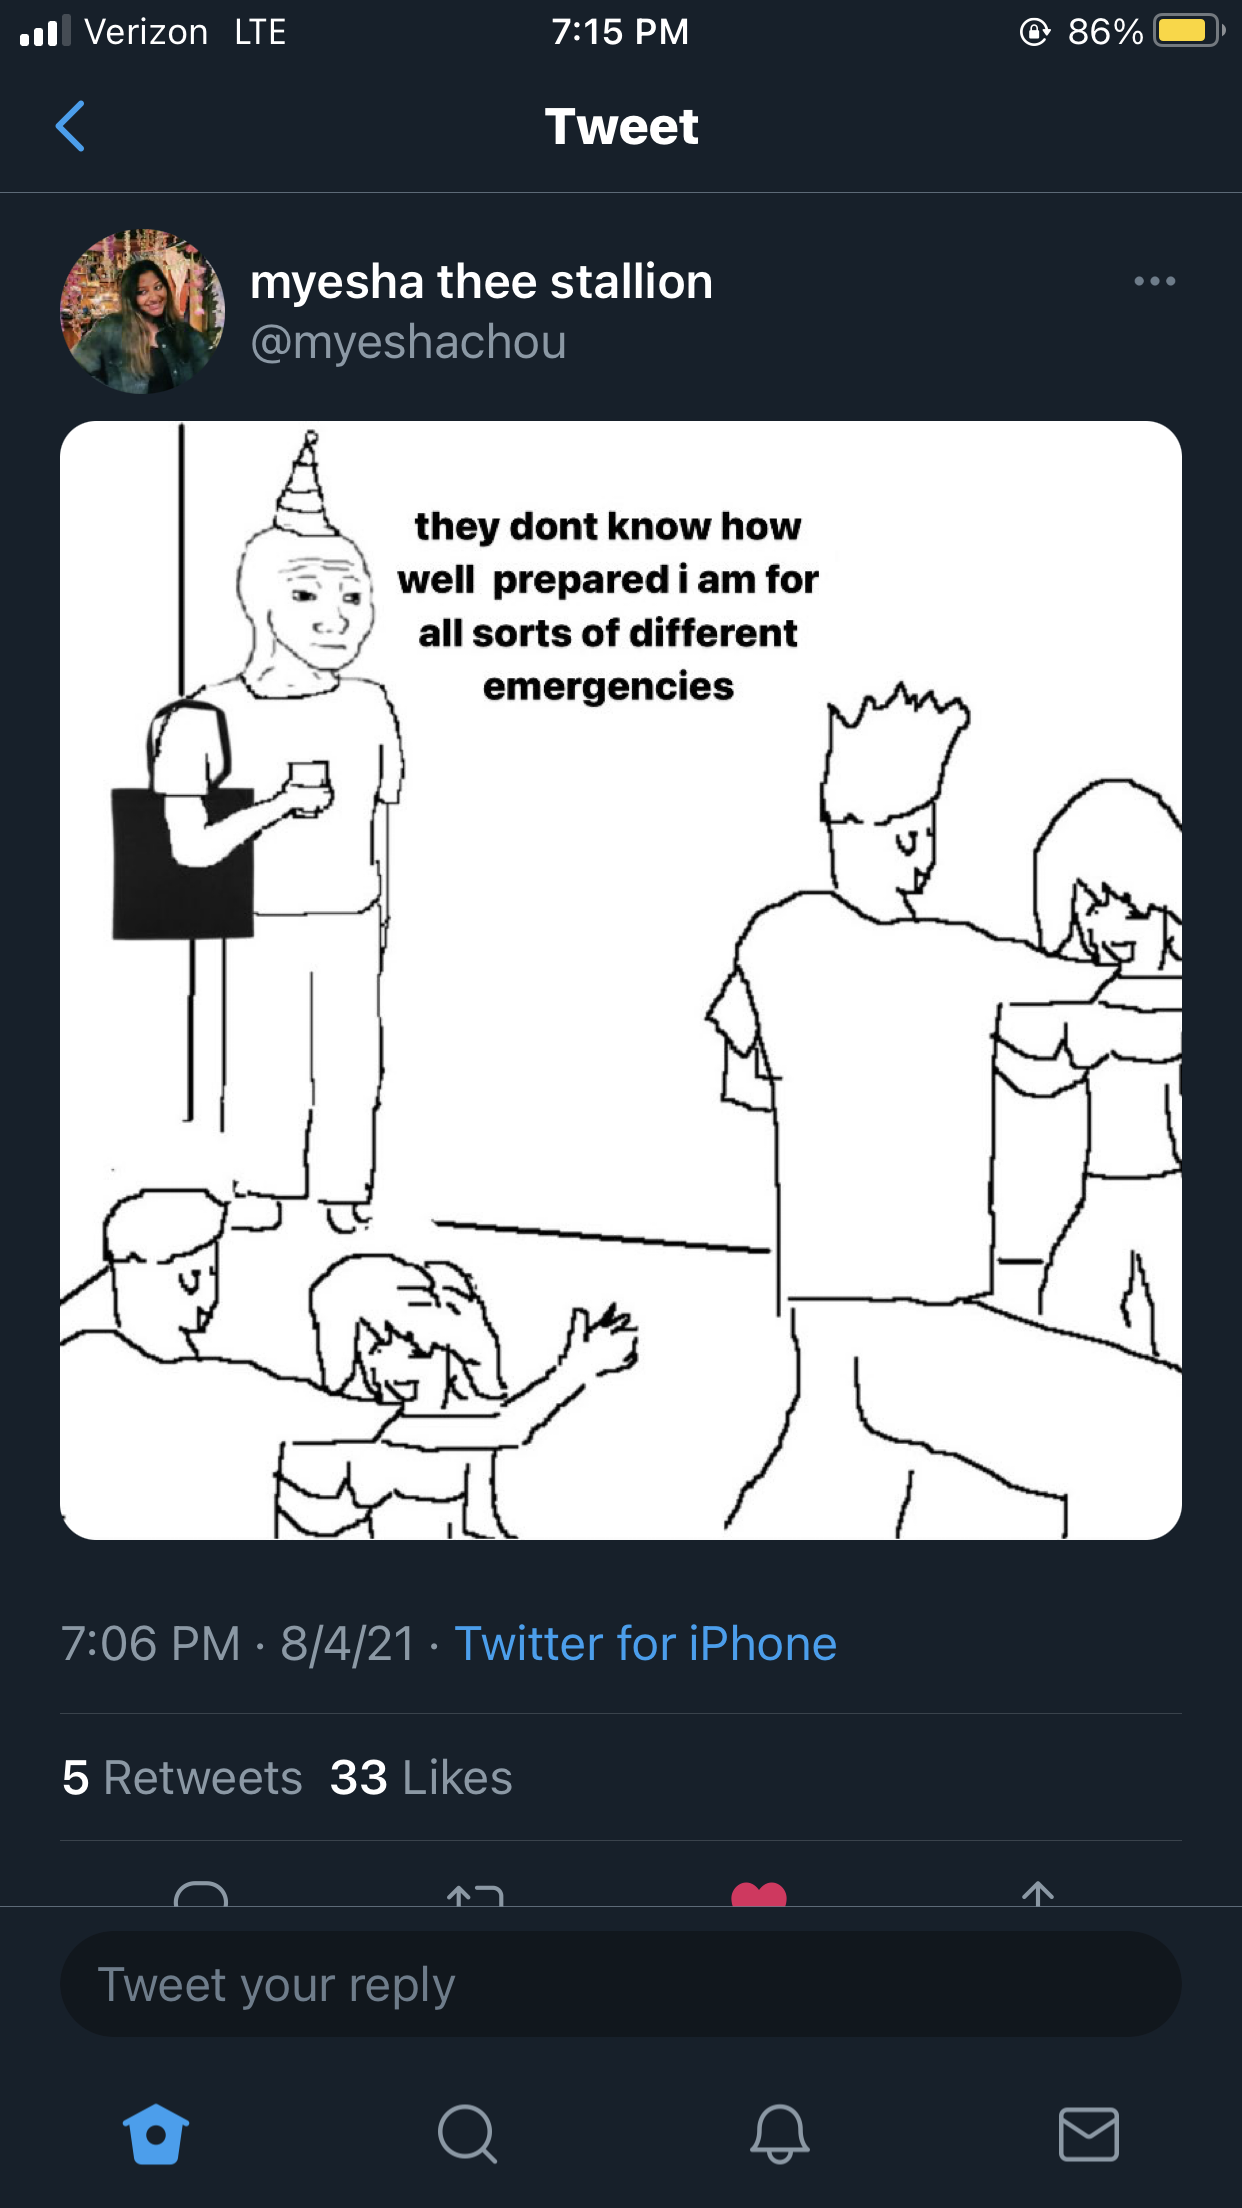 Verizon LTE 7:15 PM 86%
Tweet
myesha thee stallion
@myeshachou
they dont know how
well prepared i am for
all sorts of different
emergencies
7:06 PM · 8/4/21 · Twitter for iPhone
5 Retweets 33 Likes
Tweet your reply